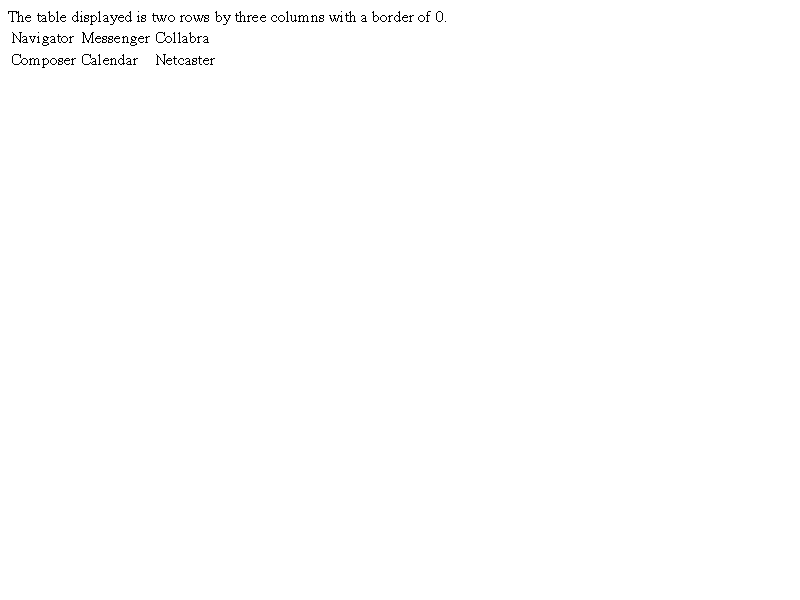 The table displayed is two rows by three columns with a border of 0.
Navigator Messenger Collabra
Composer Calendar Netcaster